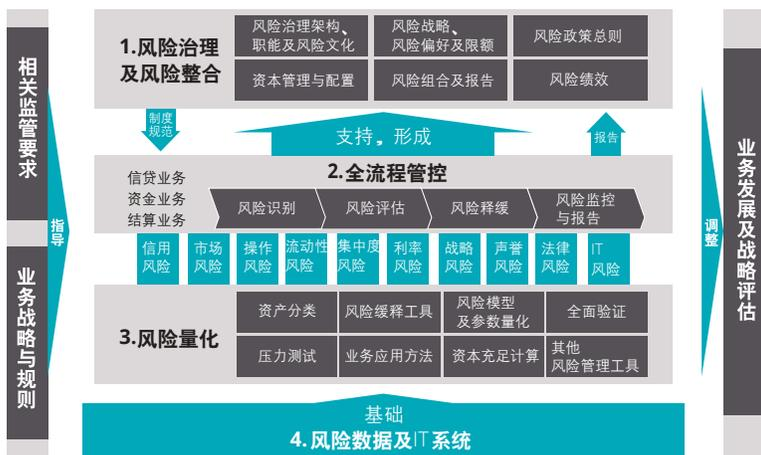 相关监管要求
业务战略与规则
指导
1.风险治理
及风险整合
风险治理架构、
职能及风险文化
风险战略、
风险偏好及限额
风险政策总则
资本管理与配置
风险组合及报告
风险绩效
制度
规范
支持，形成
报告
2.全流程管控
信贷业务
资金业务
结算业务
风险识别
风险评估
风险释缓
风险监控
与报告
信用
风险
市场
风险
操作
风险
流动性
风险
集中度
风险
利率
风险
战略
风险
声誉
风险
法律
风险
IT
风险
3.风险量化
资产分类
风险缓释工具
风险模型
及参数量化
全面验证
压力测试
业务应用方法
资本充足计算
其他
风险管理工具
基础
4.风险数据及IT系统
调整
业务发展及战略评估